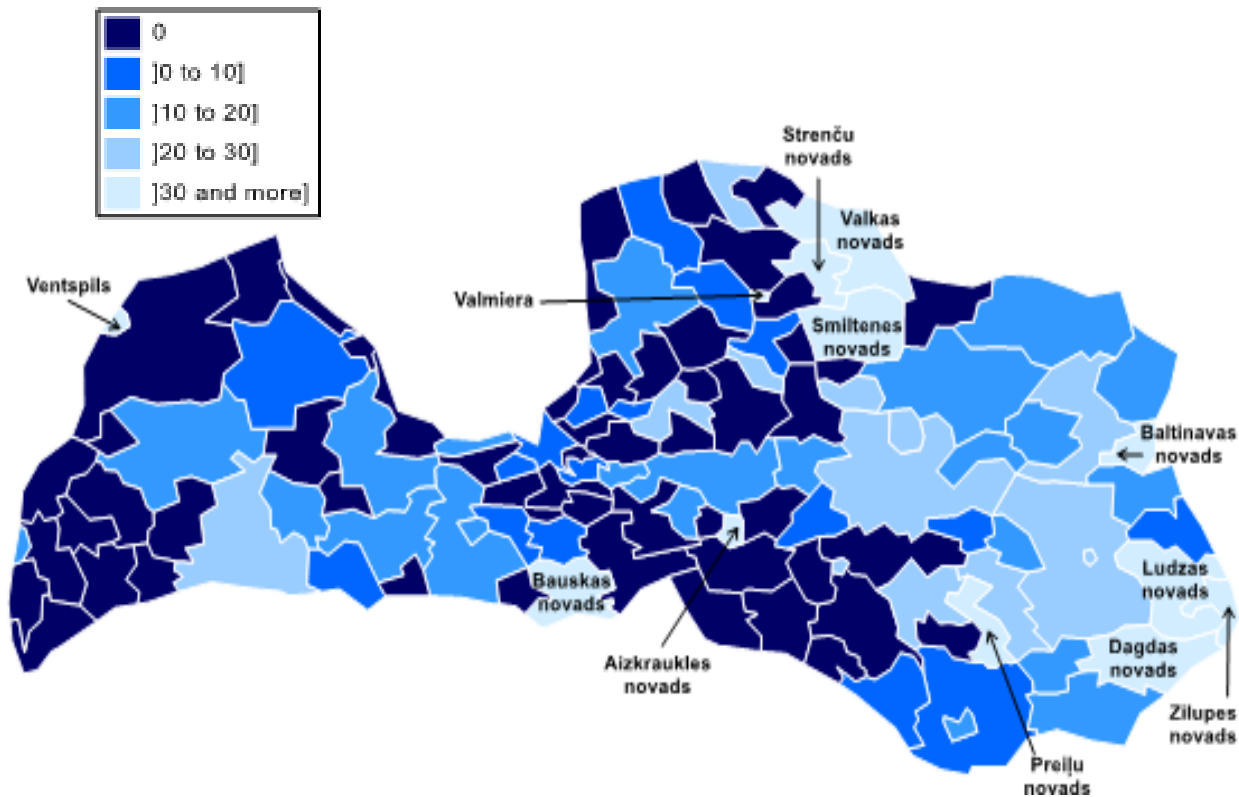 0
]0 to 10]
]10 to 20]
]20 to 30]
]30 and more]
Strenču
novads
Valkas
novads
Ventspils
Valmiera
Smiltenes
novads
Baltinavas
novads
Bauskas
novads
Ludzas
novads
Aizkraukles
novads
Dagdas
novads
Zilupes
novads
Preiļu
novads